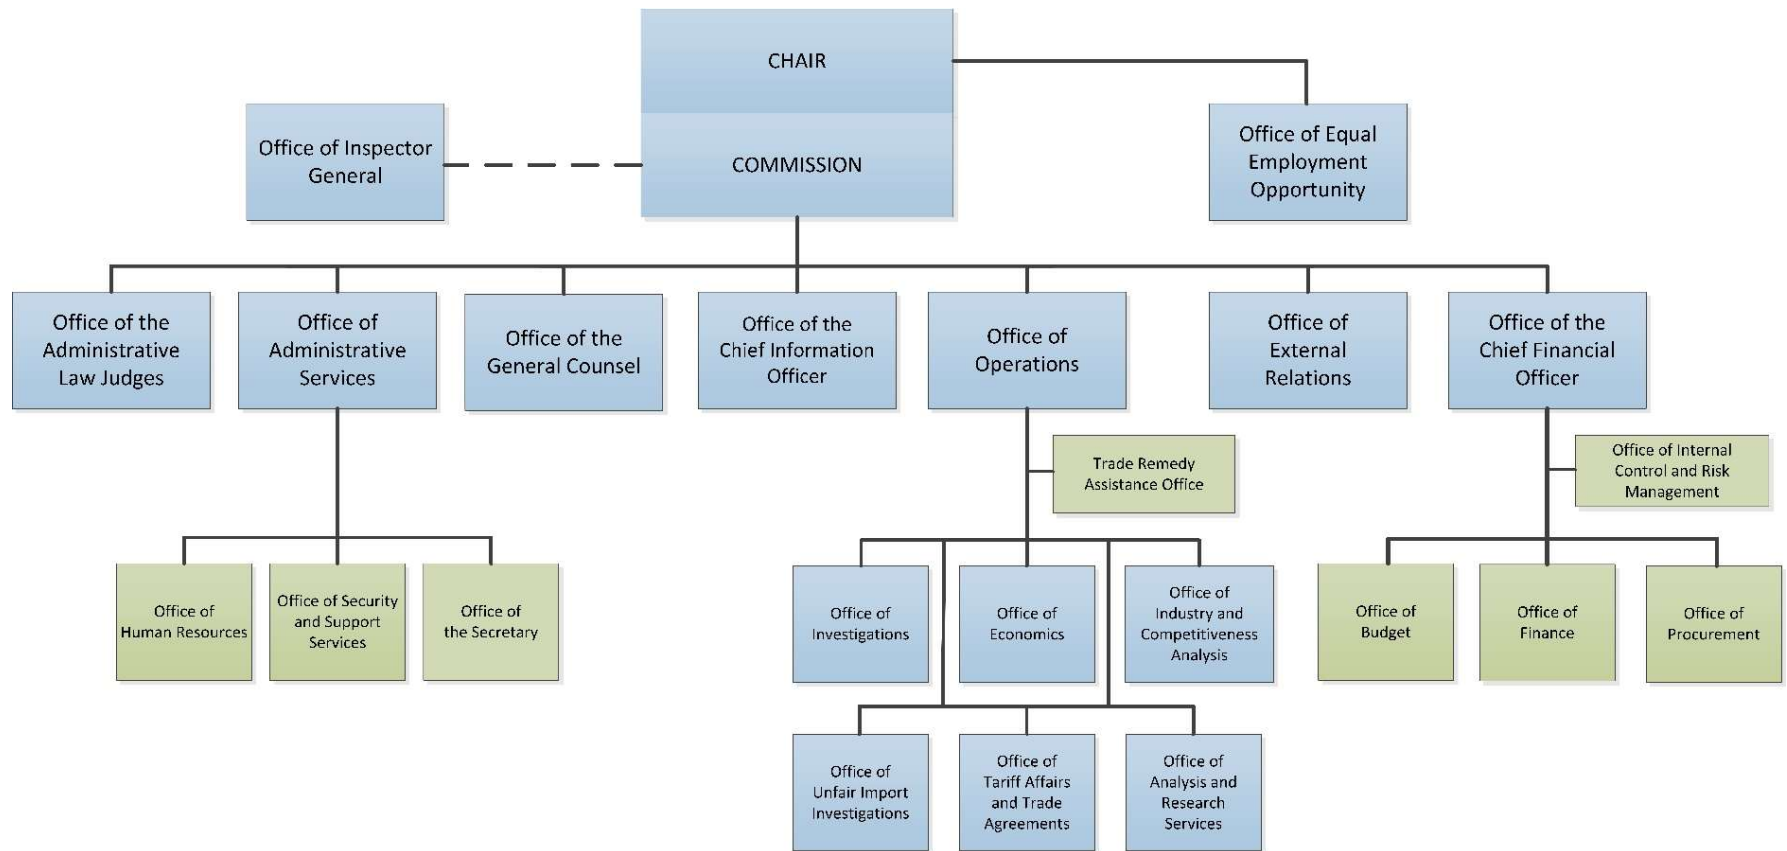 CHAIR
COMMISSION
Office of Inspector
General
Office of Equal
Employment
Opportunity
Office of the
Administrative
Law Judges
Office of
Administrative
Services
Office of the
General Counsel
Office of the
Chief Information
Officer
Office of
Operations
Office of
External
Relations
Office of the
Chief Financial
Officer
Trade Remedy
Assistance Office
Office of Internal
Control and Risk
Management
Office of
Human Resources
Office of Security
and Support
Services
Office of
the Secretary
Office of
Investigations
Office of
Economics
Office of
Industry and
Competitiveness
Analysis
Office of
Budget
Office of
Finance
Office of
Procurement
Office of
Unfair Import
Investigations
Office of
Tariff Affairs
and Trade
Agreements
Office of
Analysis and
Research
Services